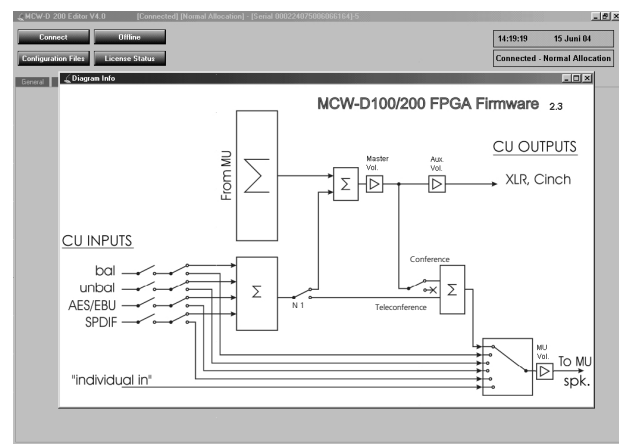 MCW-D 200 Editor V4.0 [Connected] [Normal Allocation] - [Serial 000224075006066164]-5
Connect Offline
14:19:19 15 Juni 04
Configuration Files License Status
Connected - Normal Allocation
General
Diagram Info
MCW-D100/200 FPGA Firmware 2.3
From MU
Σ
Σ
Master Vol.
Aux. Vol.
CU OUTPUTS
XLR, Cinch
CU INPUTS
bal
unbal
AES/EBU
SPDIF
Σ
N 1
Conference
Σ
Teleconference
MU Vol.
To MU spk.
"individual in"